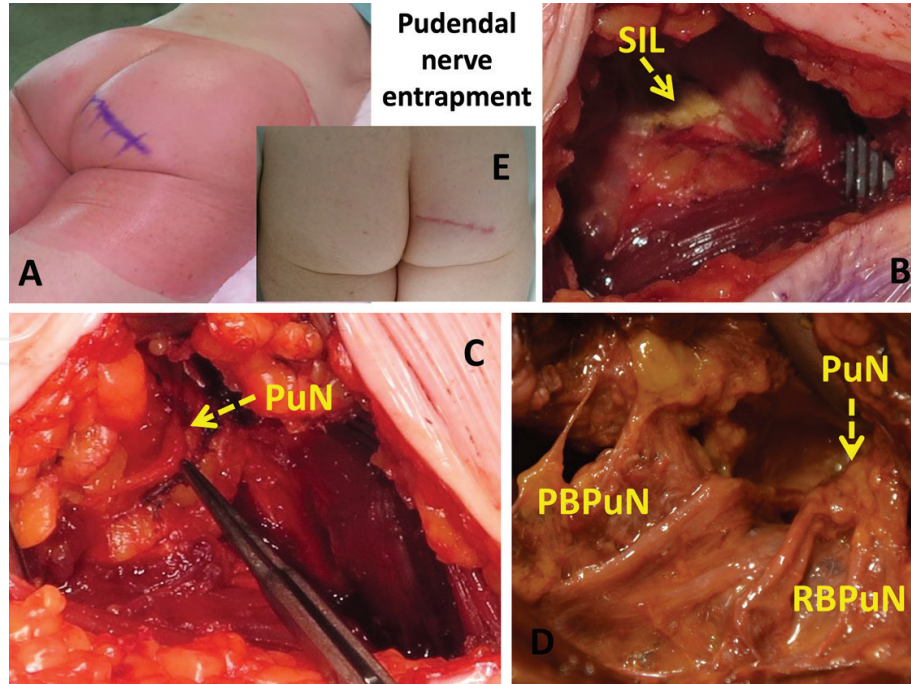 A
Pudendal
nerve
entrapment
E
SIL
B
C
PuN
PuN
PBPuN
RBPuN
D